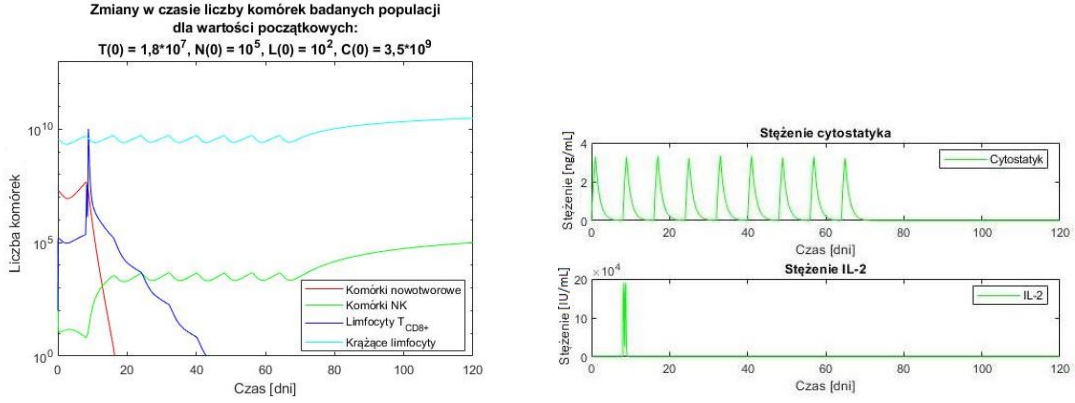 Zmiany w czasie liczby komórek badanych populacji
dla wartości początkowych:
T(0) = 1,8*10^7, N(0) = 10^5, L(0) = 10^2, C(0) = 3,5*10^9
Liczba komórek
10^10
10^5
10^0
0 20 40 60 80 100 120
Czas [dni]
Komórki nowotworowe
Komórki NK
Limfocyty T_CD8+
Krążące limfocyty
Stężenie cytostatyka
Stężenie [ng/mL]
4
2
0
0 20 40 60 80 100 120
Czas [dni]
Cytostatyk
Stężenie IL-2
Stężenie [IU/mL]
× 10^4
20
10
0
0 20 40 60 80 100 120
Czas [dni]
IL-2